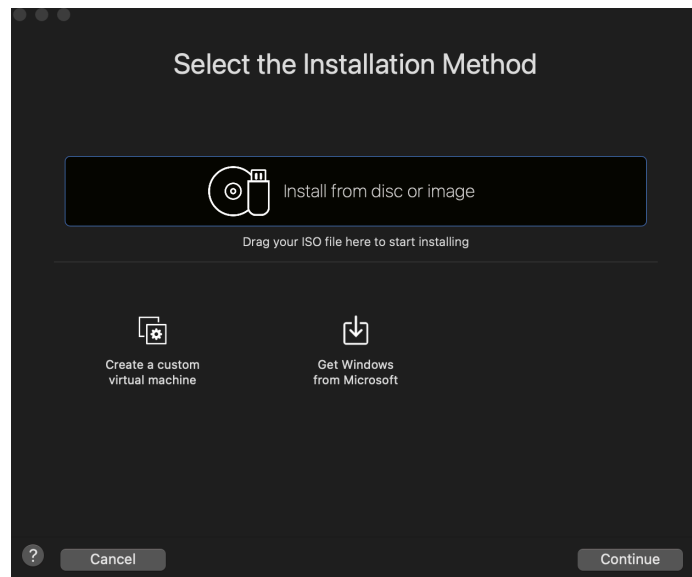 Select the Installation Method
Install from disc or image
Drag your ISO file here to start installing
Create a custom
virtual machine
Get Windows
from Microsoft
?
Cancel
Continue